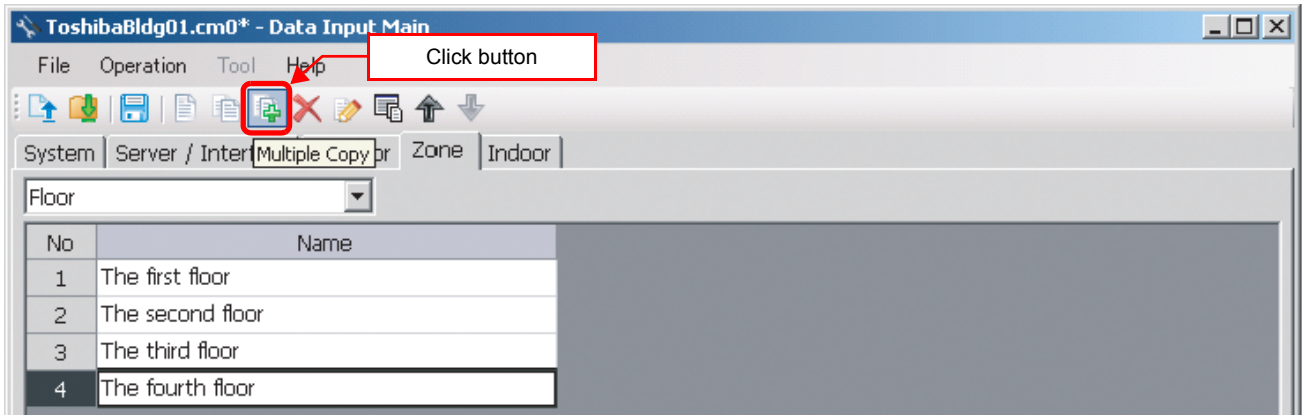 ToshibaBldg01.cm0* - Data Input Main
Click button
File Operation Tool Help
Multiple Copy
System Server / Interf or Zone Indoor
Floor
No Name
1 The first floor
2 The second floor
3 The third floor
4 The fourth floor